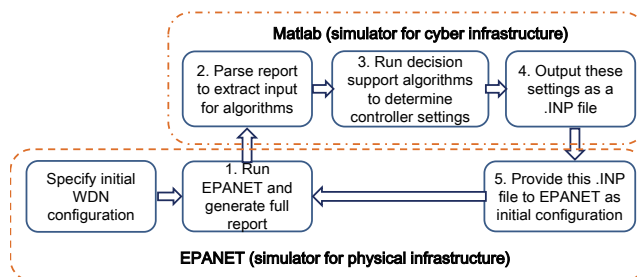 Matlab (simulator for cyber infrastructure)
2. Parse report
to extract input
for algorithms
3. Run decision
support algorithms
to determine
controller settings
4. Output these
settings as a
.INP file
Specify initial
WDN
configuration
1. Run
EPANET and
generate full
report
5. Provide this .INP
file to EPANET as
initial configuration
EPANET (simulator for physical infrastructure)